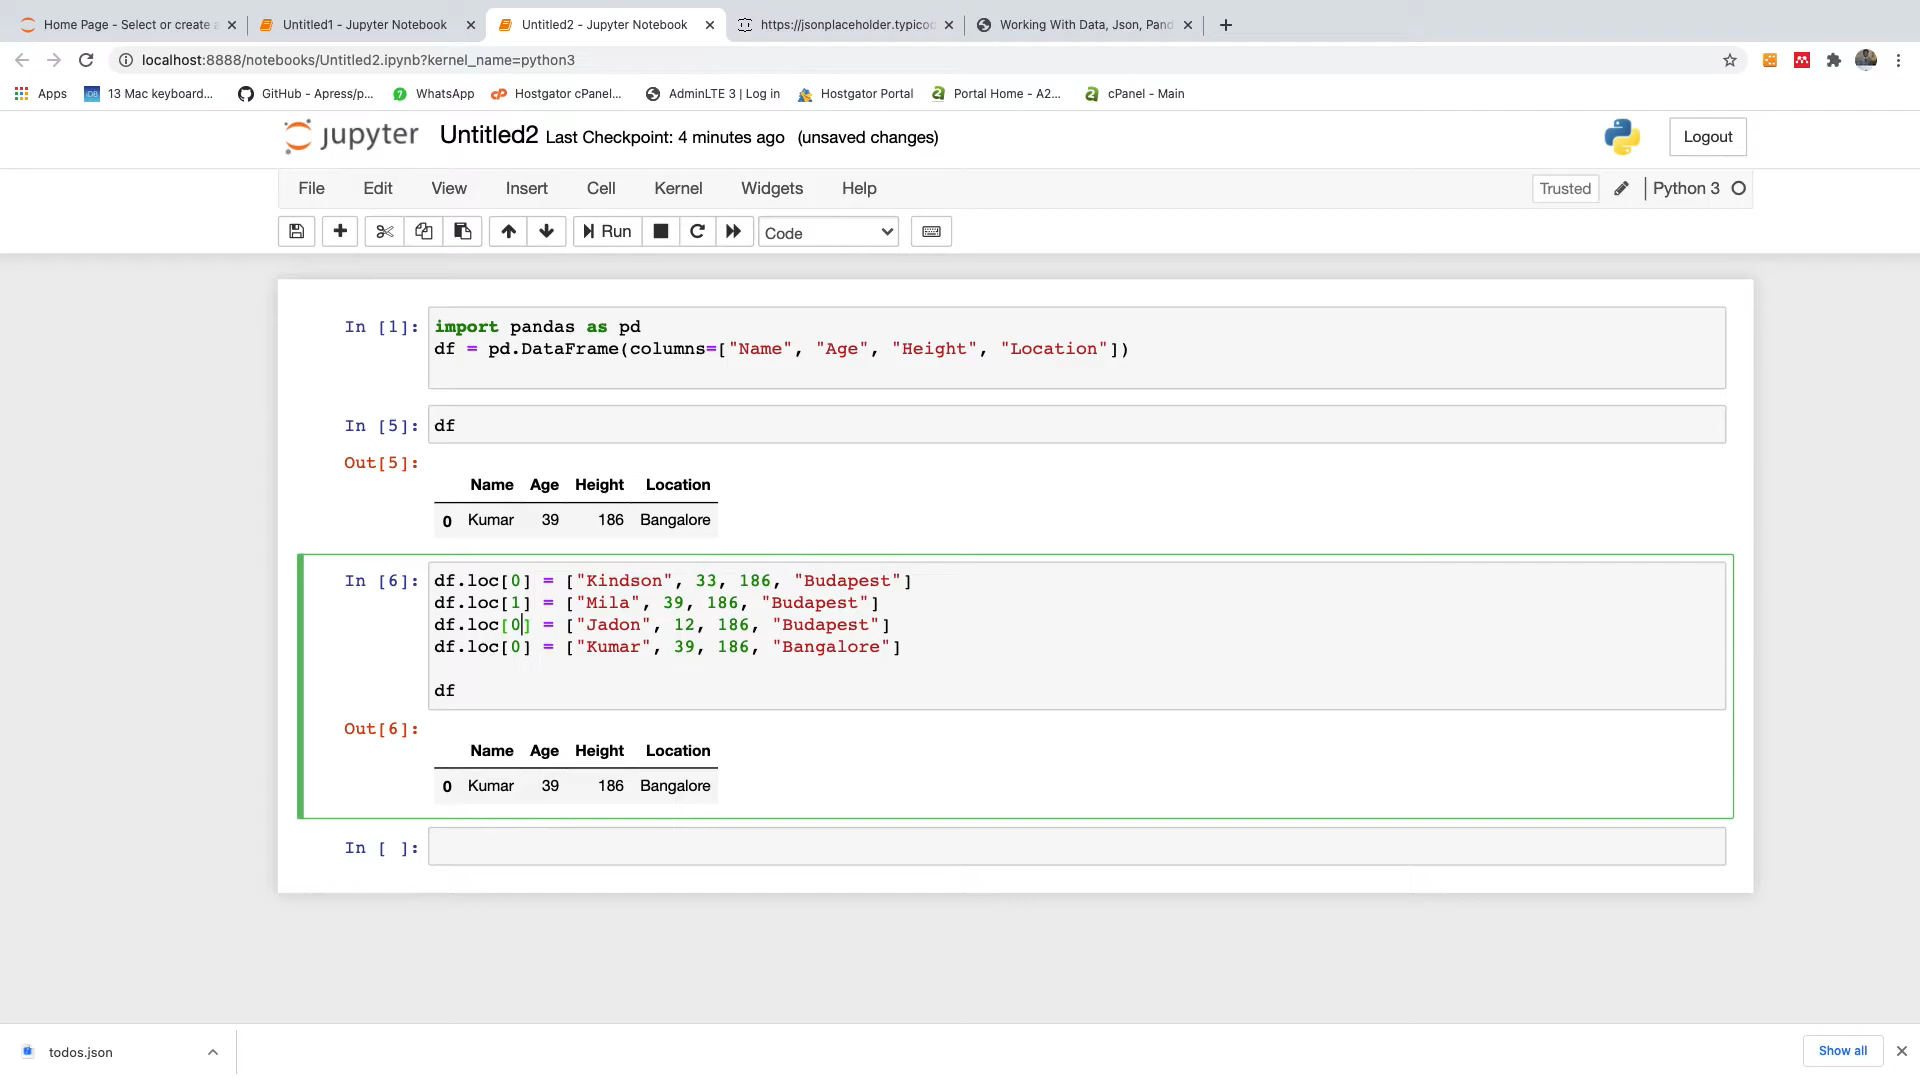 Home Page - Select or create a
Untitled1 - Jupyter Notebook
Untitled2 - Jupyter Notebook
https://jsonplaceholder.typicod
Working With Data, Json, Pand
localhost:8888/notebooks/Untitled2.ipynb?kernel_name=python3
Apps
13 Mac keyboard...
GitHub - Apress/p...
WhatsApp
Hostgator cPanel...
AdminLTE 3 | Log in
Hostgator Portal
Portal Home - A2...
cPanel - Main
jupyter Untitled2 Last Checkpoint: 4 minutes ago (unsaved changes)
Logout
File Edit View Insert Cell Kernel Widgets Help
Trusted
Python 3
Run
Code
In [1]: import pandas as pd
df = pd.DataFrame(columns=["Name", "Age", "Height", "Location"])
In [5]: df
Out[5]:
Name Age Height Location
0 Kumar 39 186 Bangalore
In [6]: df.loc[0] = ["Kindson", 33, 186, "Budapest"]
df.loc[1] = ["Mila", 39, 186, "Budapest"]
df.loc[0] = ["Jadon", 12, 186, "Budapest"]
df.loc[0] = ["Kumar", 39, 186, "Bangalore"]
df
Out[6]:
Name Age Height Location
0 Kumar 39 186 Bangalore
In [ ]:
todos.json
Show all